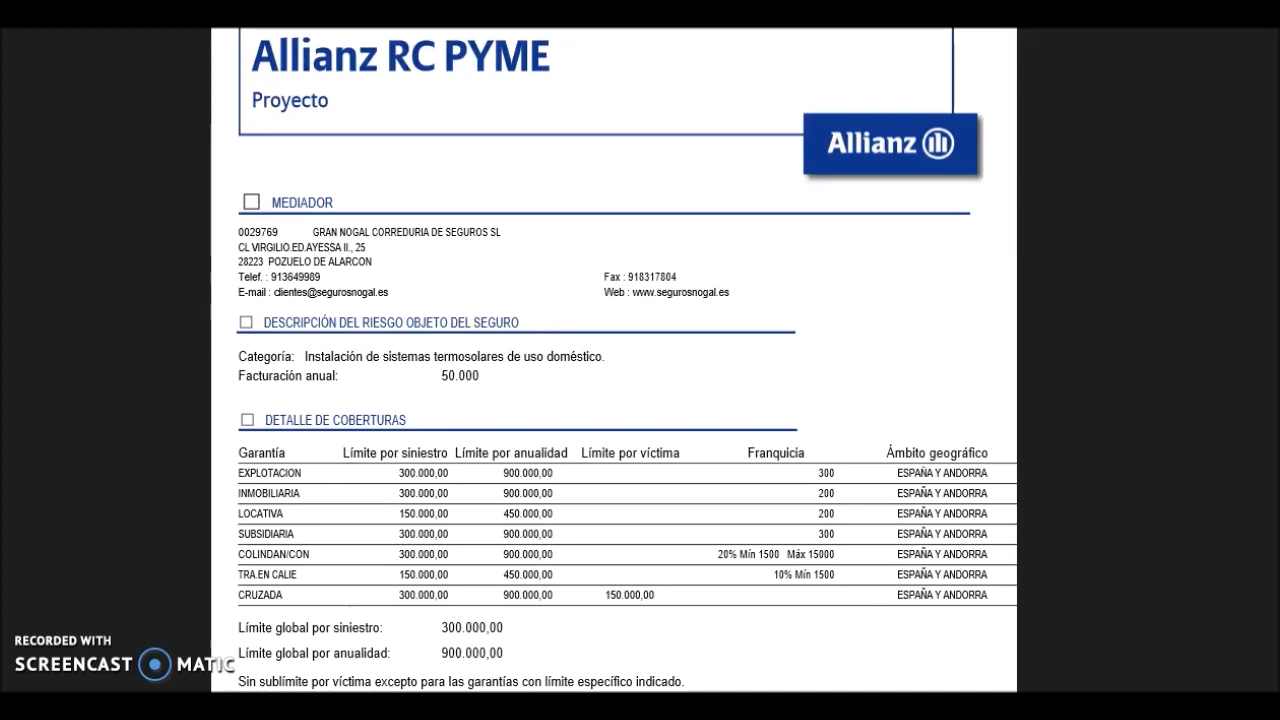 Allianz RC PYME
Proyecto
Allianz
MEDIADOR
0029769 GRAN NOGAL CORREDURIA DE SEGUROS SL
CL VIRGILIO.ED.AYESSA II., 25
28223 POZUELO DE ALARCON
Telef. : 913649989 Fax : 918317804
E-mail : clientes@segurosnogal.es Web : www.segurosnogal.es
DESCRIPCIÓN DEL RIESGO OBJETO DEL SEGURO
Categoría: Instalación de sistemas termosolares de uso doméstico.
Facturación anual: 50.000
DETALLE DE COBERTURAS
Garantía Límite por siniestro Límite por anualidad Límite por víctima Franquicia Ámbito geográfico
EXPLOTACION 300.000,00 900.000,00 300 ESPAÑA Y ANDORRA
INMOBILIARIA 300.000,00 900.000,00 200 ESPAÑA Y ANDORRA
LOCATIVA 150.000,00 450.000,00 200 ESPAÑA Y ANDORRA
SUBSIDIARIA 300.000,00 900.000,00 300 ESPAÑA Y ANDORRA
COLINDAN/CON 300.000,00 900.000,00 20% Mín 1500 Máx 15000 ESPAÑA Y ANDORRA
TRA.EN CALIE 150.000,00 450.000,00 10% Mín 1500 ESPAÑA Y ANDORRA
CRUZADA 300.000,00 900.000,00 150.000,00 ESPAÑA Y ANDORRA
Límite global por siniestro: 300.000,00
Límite global por anualidad: 900.000,00
Sin sublímite por víctima excepto para las garantías con límite específico indicado.
RECORDED WITH
SCREENCAST MATIC